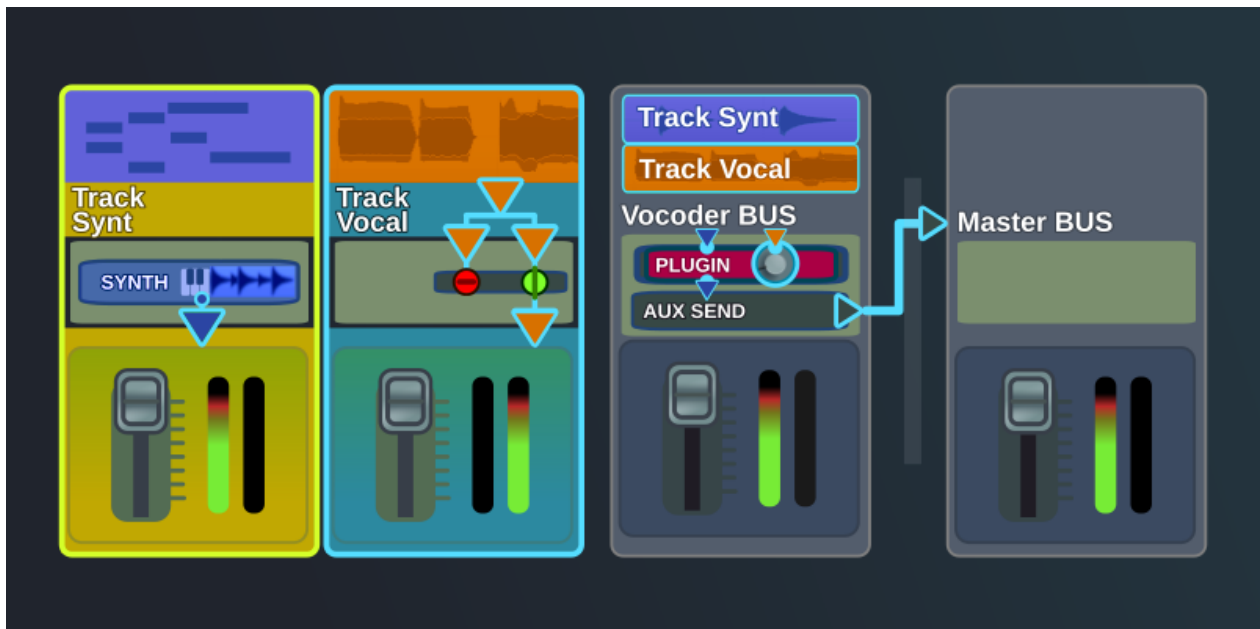 Track
Synt
SYNTH
Track
Vocal
Track Synt
Track Vocal
Vocoder BUS
PLUGIN
AUX SEND
Master BUS